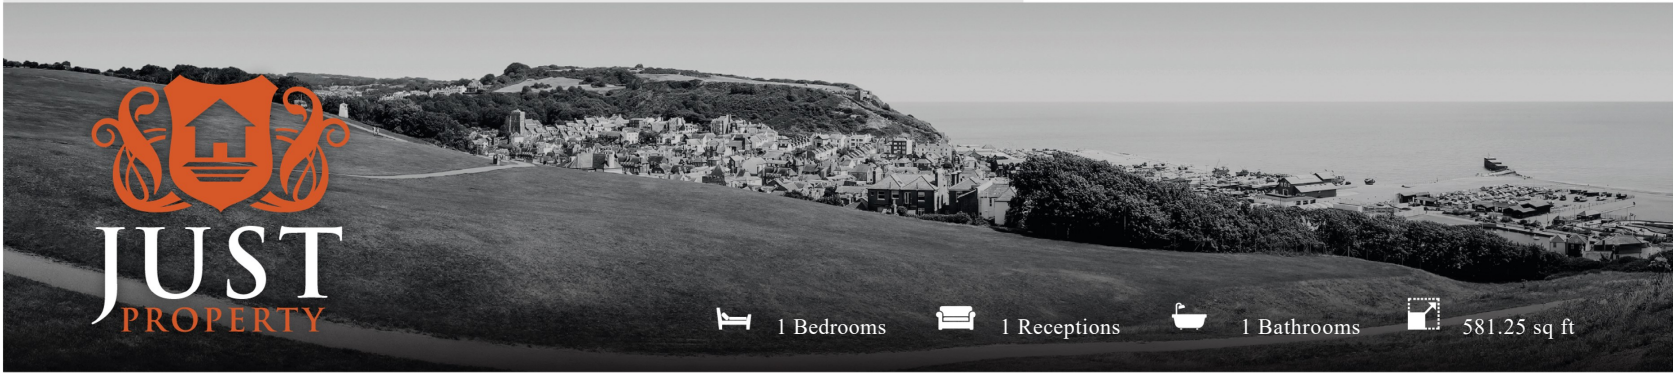 JUST
PROPERTY
1 Bedrooms
1 Receptions
1 Bathrooms
581.25 sq ft